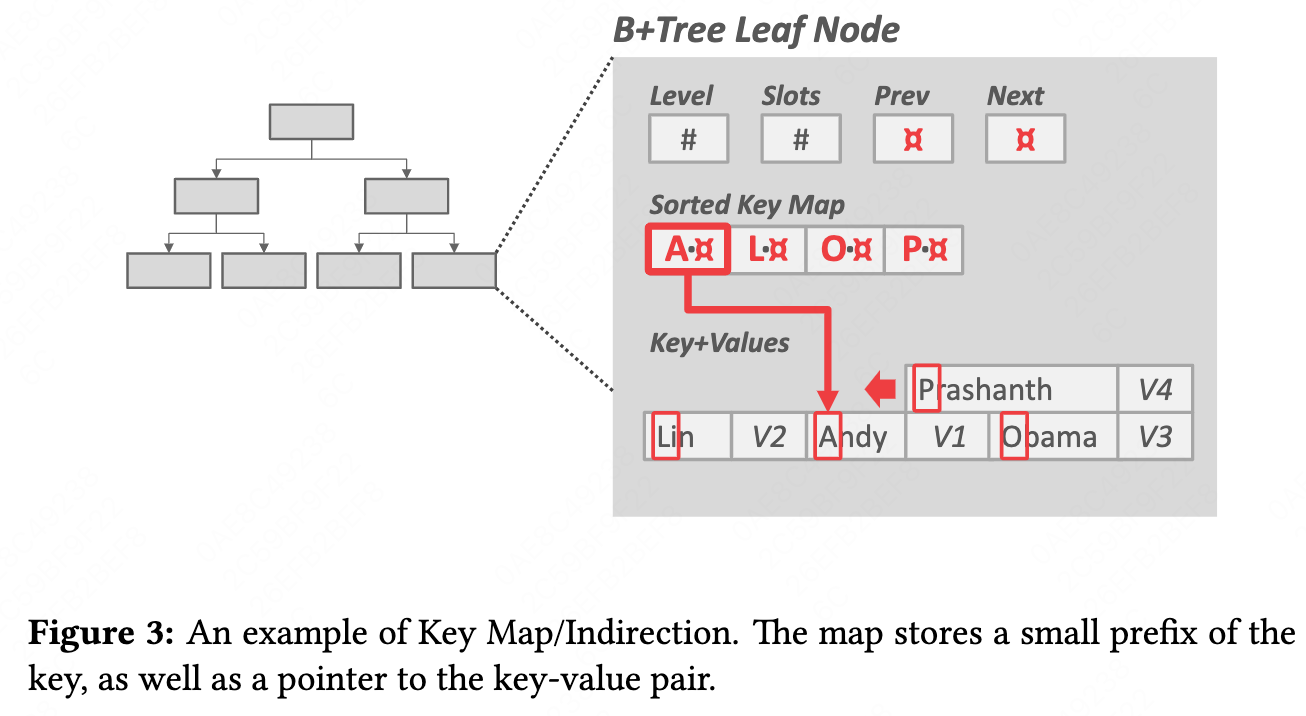 B+Tree Leaf Node
Level Slots Prev Next
# # ¤ ¤
Sorted Key Map
A·¤ L·¤ O·¤ P·¤
Key+Values
Prashanth V4
Lin V2 Andy V1 Obama V3
Figure 3: An example of Key Map/Indirection. The map stores a small prefix of the
key, as well as a pointer to the key-value pair.